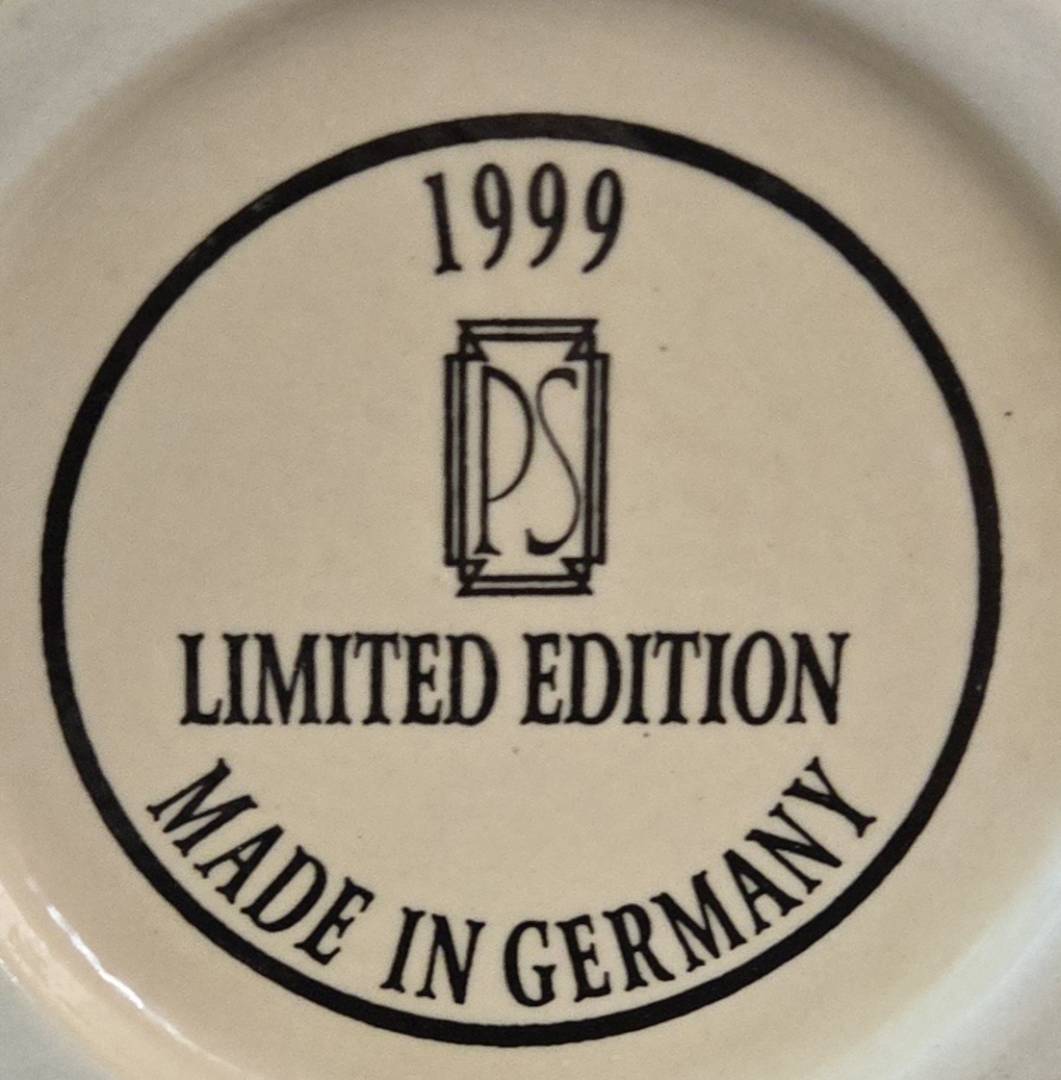 1999
PS
LIMITED EDITION
MADE IN GERMANY